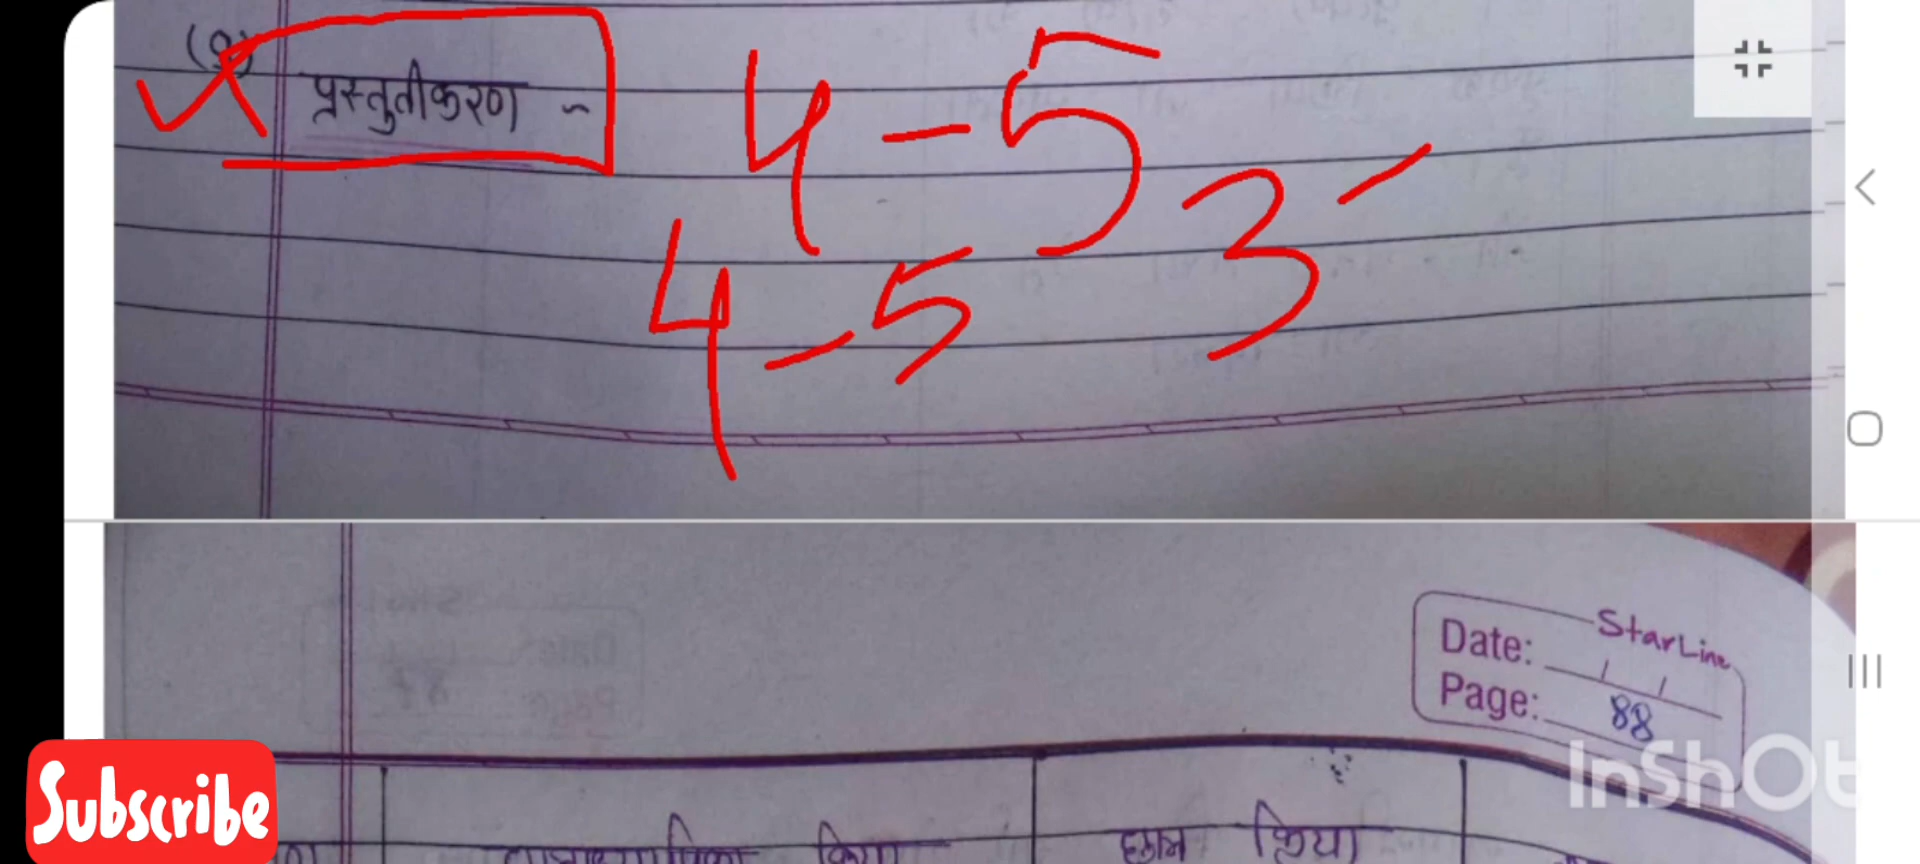 (9)
प्रस्तुतीकरण ~
4-5
3-
4-5
StarLine
Date: / /
Page: 88
InShOt
Subscribe
क्रिया
छात्र क्रिया